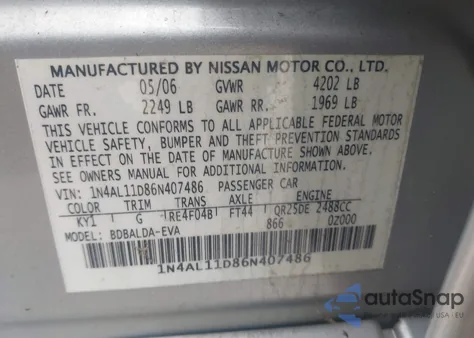 MANUFACTURED BY NISSAN MOTOR CO., LTD.
DATE 05/06 GVWR 4202 LB
GAWR FR. 2249 LB GAWR RR. 1969 LB
THIS VEHICLE CONFORMS TO ALL APPLICABLE FEDERAL MOTOR
VEHICLE SAFETY, BUMPER AND THEFT PREVENTION STANDARDS
IN EFFECT ON THE DATE OF MANUFACTURE SHOWN ABOVE.
SEE OWNERS MANUAL FOR ADDITIONAL INFORMATION.
VIN: 1N4AL11D86N407486 PASSENGER CAR
COLOR TRIM TRANS AXLE ENGINE
KY1 G RE4F04B FT44 QR25DE 2488CC
MODEL: BDBALDA-EVA 866 0Z000
1N4AL11D86N407486
autoSnap